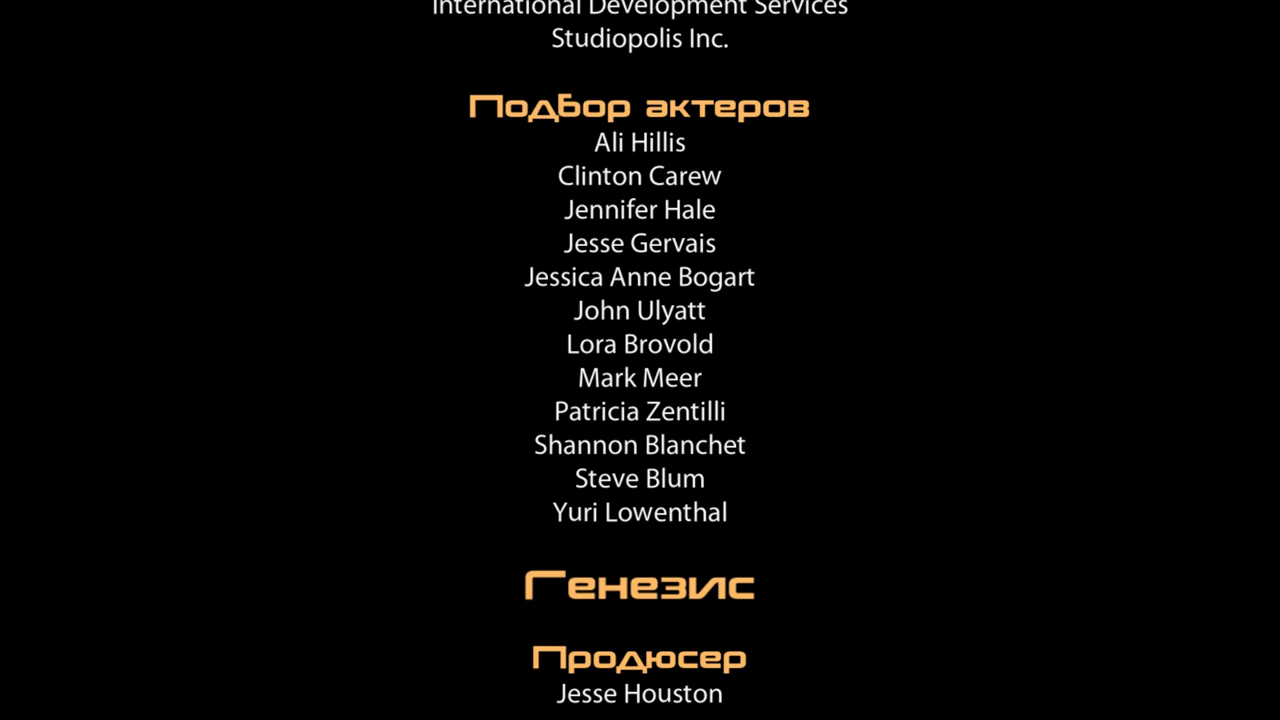 International Development Services
Studiopolis Inc.
Подбор актеров
Ali Hillis
Clinton Carew
Jennifer Hale
Jesse Gervais
Jessica Anne Bogart
John Ulyatt
Lora Brovold
Mark Meer
Patricia Zentilli
Shannon Blanchet
Steve Blum
Yuri Lowenthal
Генезис
Продюсер
Jesse Houston